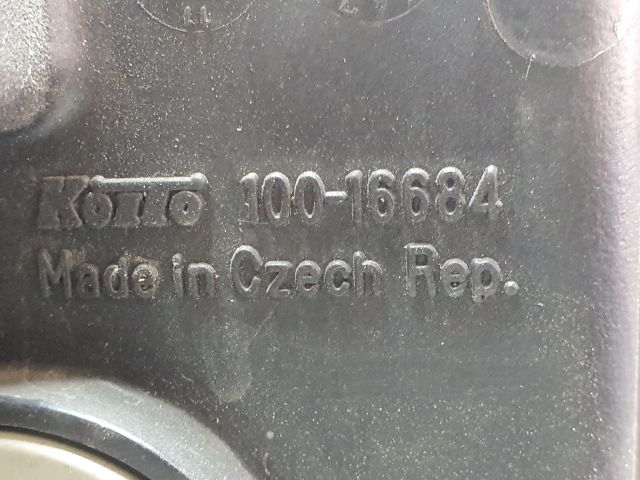 KOITO 100-16684
Made in Czech Rep.